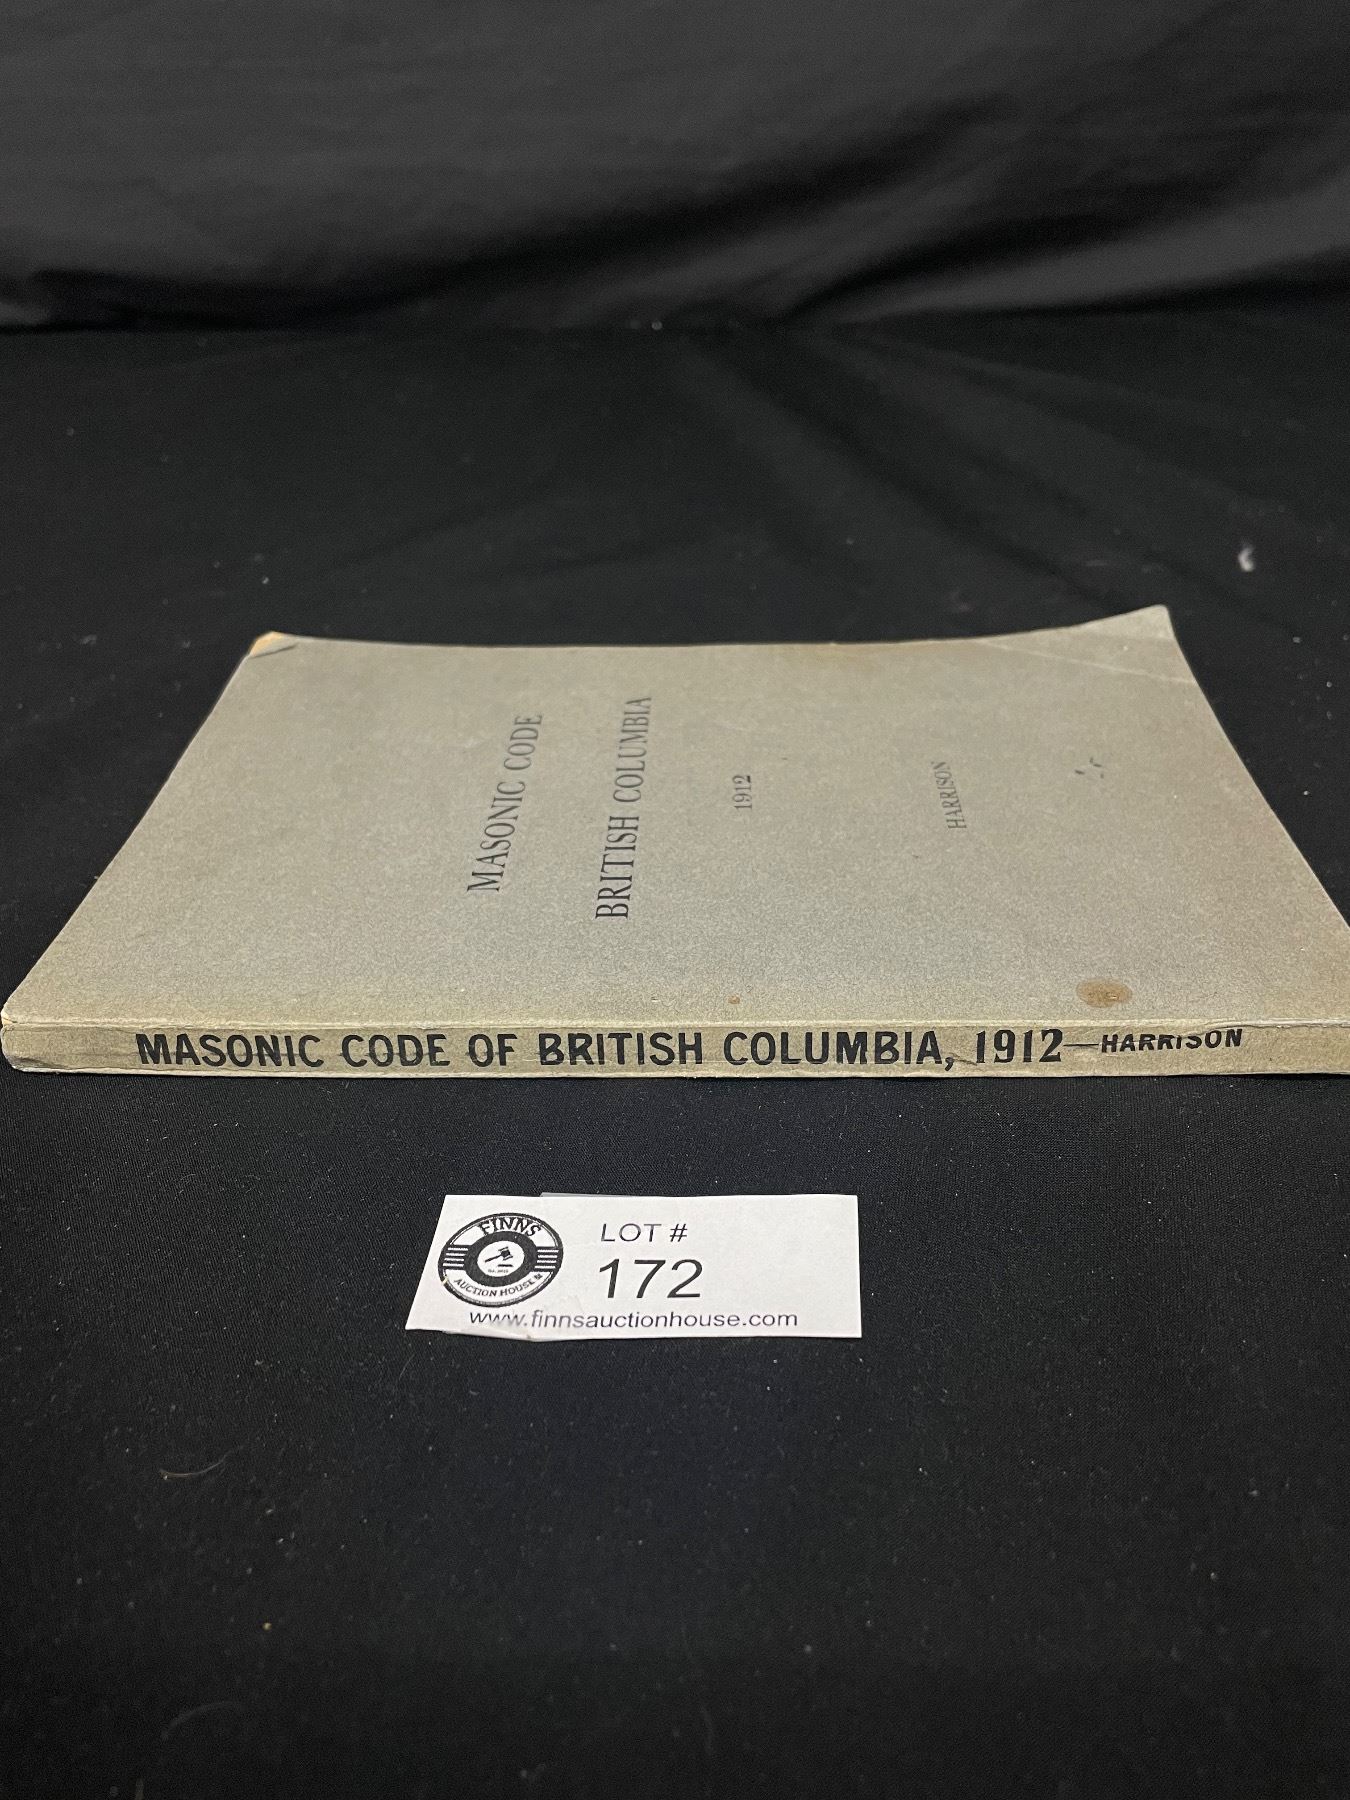 MASONIC CODE
BRITISH COLUMBIA
1912
HARRISON
MASONIC CODE OF BRITISH COLUMBIA, 1912—HARRISON
FINNS
AUCTION HOUSE
LOT #
172
www.finnsauctionhouse.com